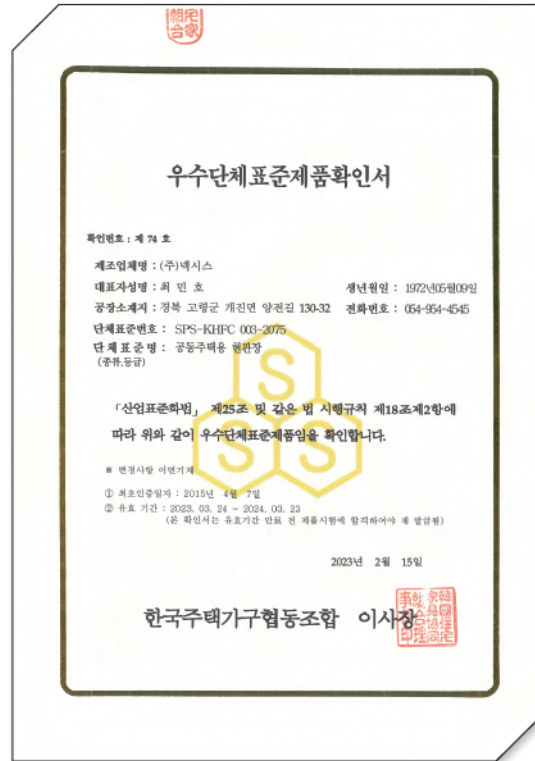 우수단체표준제품확인서
확인번호 : 제 74 호
제조업체명 : (주)넥시스
대표자성명 : 최 민 호 생년월일 : 1972년05월09일
공장소재지 : 경북 고령군 개진면 양전길 130-32 전화번호 : 054-954-4545
단체표준번호 : SPS-KHFC 003-2075
단체표준명 : 공동주택용 현관장
(종류,등급)
S
S S
「산업표준화법」 제25조 및 같은 법 시행규칙 제18조제2항에
따라 위와 같이 우수단체표준제품임을 확인합니다.
※ 변경사항 이면기재
① 최초인증일자 : 2015년 4월 7일
② 유효 기간 : 2023. 03. 24 ~ 2024. 03. 23
(본 확인서는 유효기간 만료 전 제품시험에 합격하여야 재 발급됨)
2023년 2월 15일
한국주택가구협동조합 이사장